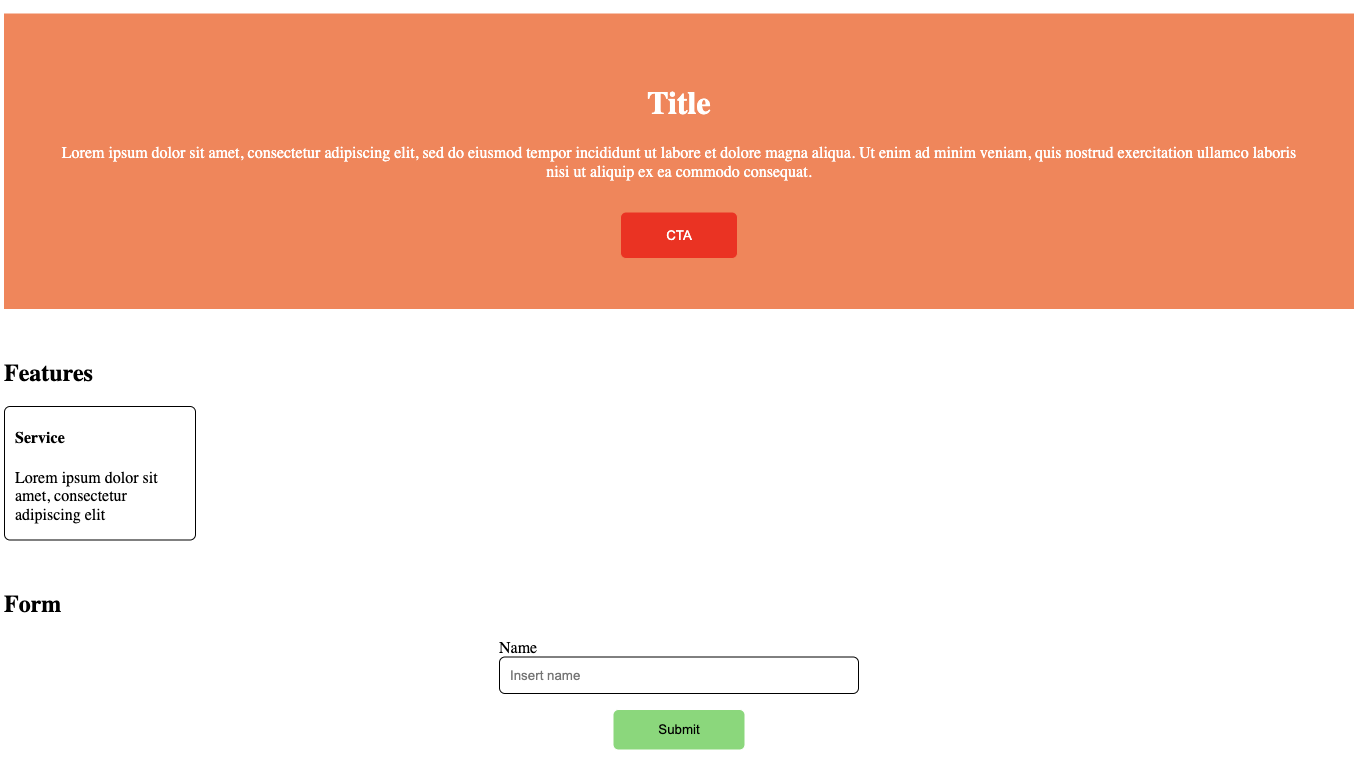 Title
Lorem ipsum dolor sit amet, consectetur adipiscing elit, sed do eiusmod tempor incididunt ut labore et dolore magna aliqua. Ut enim ad minim veniam, quis nostrud exercitation ullamco laboris
nisi ut aliquip ex ea commodo consequat.
CTA
Features
Service
Lorem ipsum dolor sit
amet, consectetur
adipiscing elit
Form
Name
Insert name
Submit